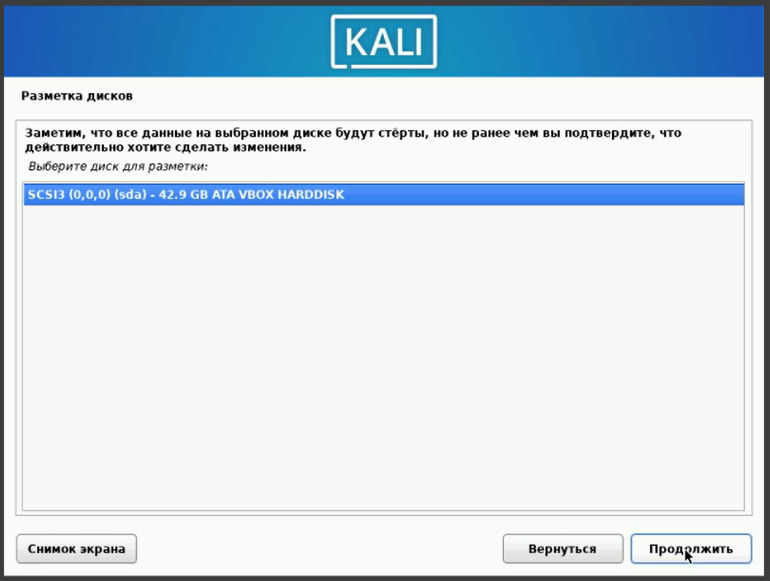 KALI
Разметка дисков
Заметим, что все данные на выбранном диске будут стёрты, но не ранее чем вы подтвердите, что
действительно хотите сделать изменения.
Выберите диск для разметки:
SCSI3 (0,0,0) (sda) - 42.9 GB ATA VBOX HARDDISK
Снимок экрана
Вернуться
Продолжить